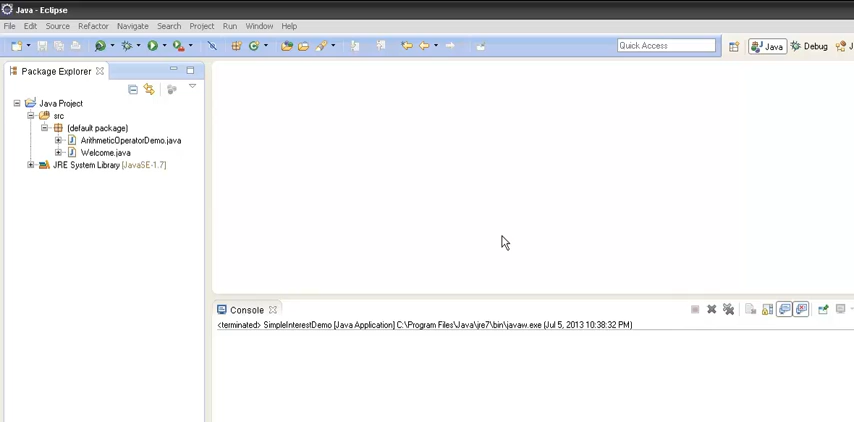 Java - Eclipse
File Edit Source Refactor Navigate Search Project Run Window Help
Quick Access
Java
Debug
J
Package Explorer
Java Project
src
(default package)
ArithmeticOperatorDemo.java
Welcome.java
JRE System Library [JavaSE-1.7]
Console
<terminated> SimpleInterestDemo [Java Application] C:\Program Files\Java\jre7\bin\javaw.exe (Jul 5, 2013 10:38:32 PM)